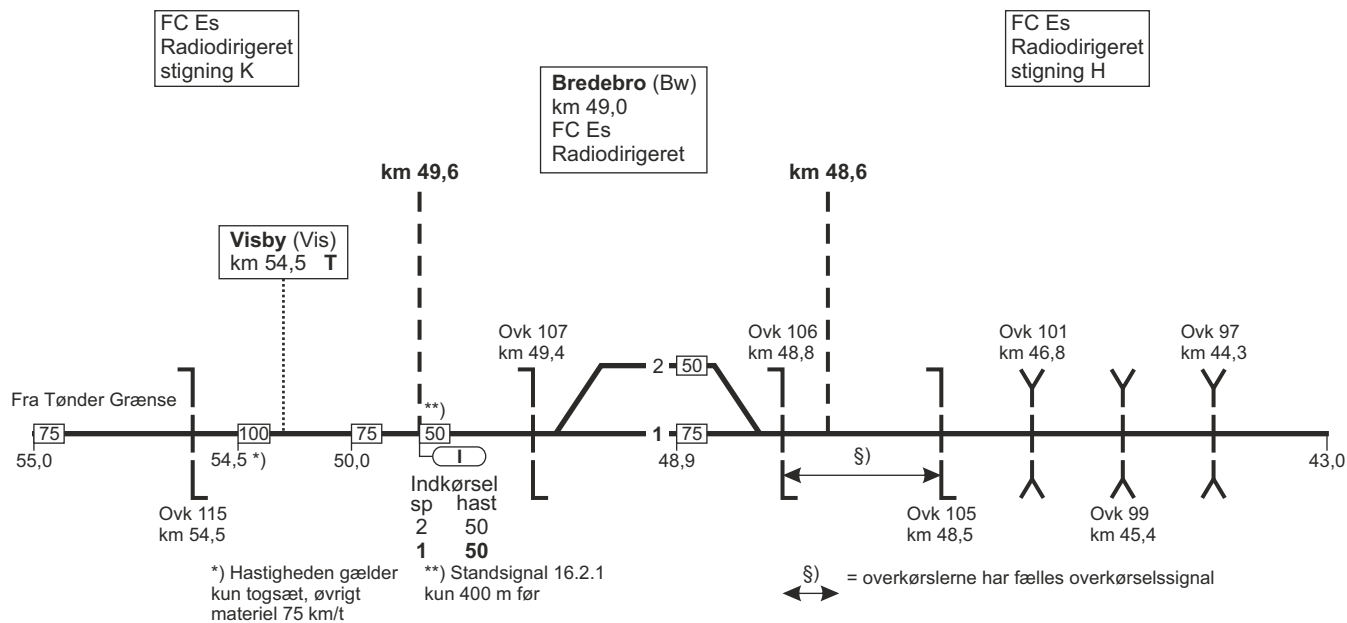 FC Es
Radiodirigeret
stigning K
FC Es
Radiodirigeret
stigning H
Bredebro (Bw)
km 49,0
FC Es
Radiodirigeret
km 49,6
km 48,6
Visby (Vis)
km 54,5 T
Ovk 107
km 49,4
Ovk 106
km 48,8
Ovk 101
km 46,8
Ovk 97
km 44,3
2 50
Fra Tønder Grænse
**)
75
100
75
50
1 75
55,0
54,5 *)
50,0
I
48,9
§)
43,0
Indkørsel
sp hast
2 50
1 50
Ovk 115
km 54,5
Ovk 105
km 48,5
Ovk 99
km 45,4
*) Hastigheden gælder
kun togsæt, øvrigt
materiel 75 km/t
**) Standsignal 16.2.1
kun 400 m før
§) = overkørslerne har fælles overkørselssignal